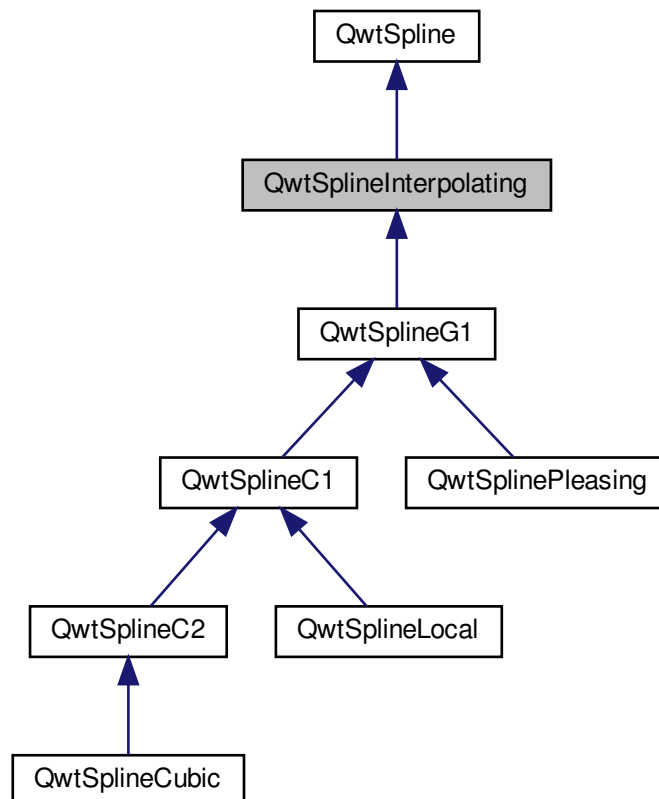 QwtSpline
QwtSplineInterpolating
QwtSplineG1
QwtSplineC1
QwtSplinePleasing
QwtSplineC2
QwtSplineLocal
QwtSplineCubic